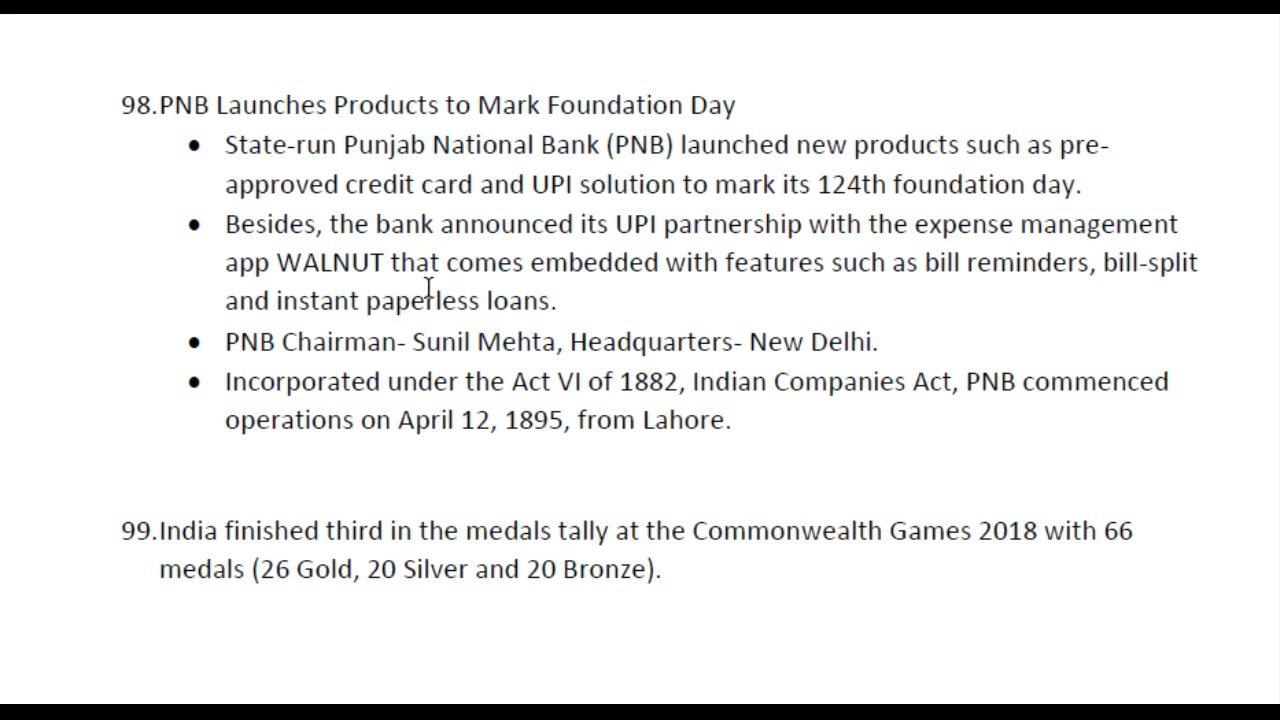 98.PNB Launches Products to Mark Foundation Day
• State-run Punjab National Bank (PNB) launched new products such as pre-
approved credit card and UPI solution to mark its 124th foundation day.
• Besides, the bank announced its UPI partnership with the expense management
app WALNUT that comes embedded with features such as bill reminders, bill-split
and instant paperless loans.
• PNB Chairman- Sunil Mehta, Headquarters- New Delhi.
• Incorporated under the Act VI of 1882, Indian Companies Act, PNB commenced
operations on April 12, 1895, from Lahore.
99.India finished third in the medals tally at the Commonwealth Games 2018 with 66
medals (26 Gold, 20 Silver and 20 Bronze).